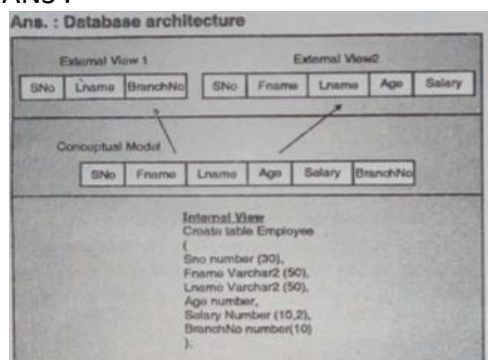 ANS :
Ans. : Database architecture
External View 1 External View2
SNo Lname BranchNo SNo Fname Lname Age Salary
Conceptual Model
SNo Fname Lname Age Salary BranchNo
Internal View
Create table Employee
(
Sno number (30),
Fname Varchar2 (50),
Lname Varchar2 (50),
Age number,
Salary Number (10,2),
BranchNo number(10)
);